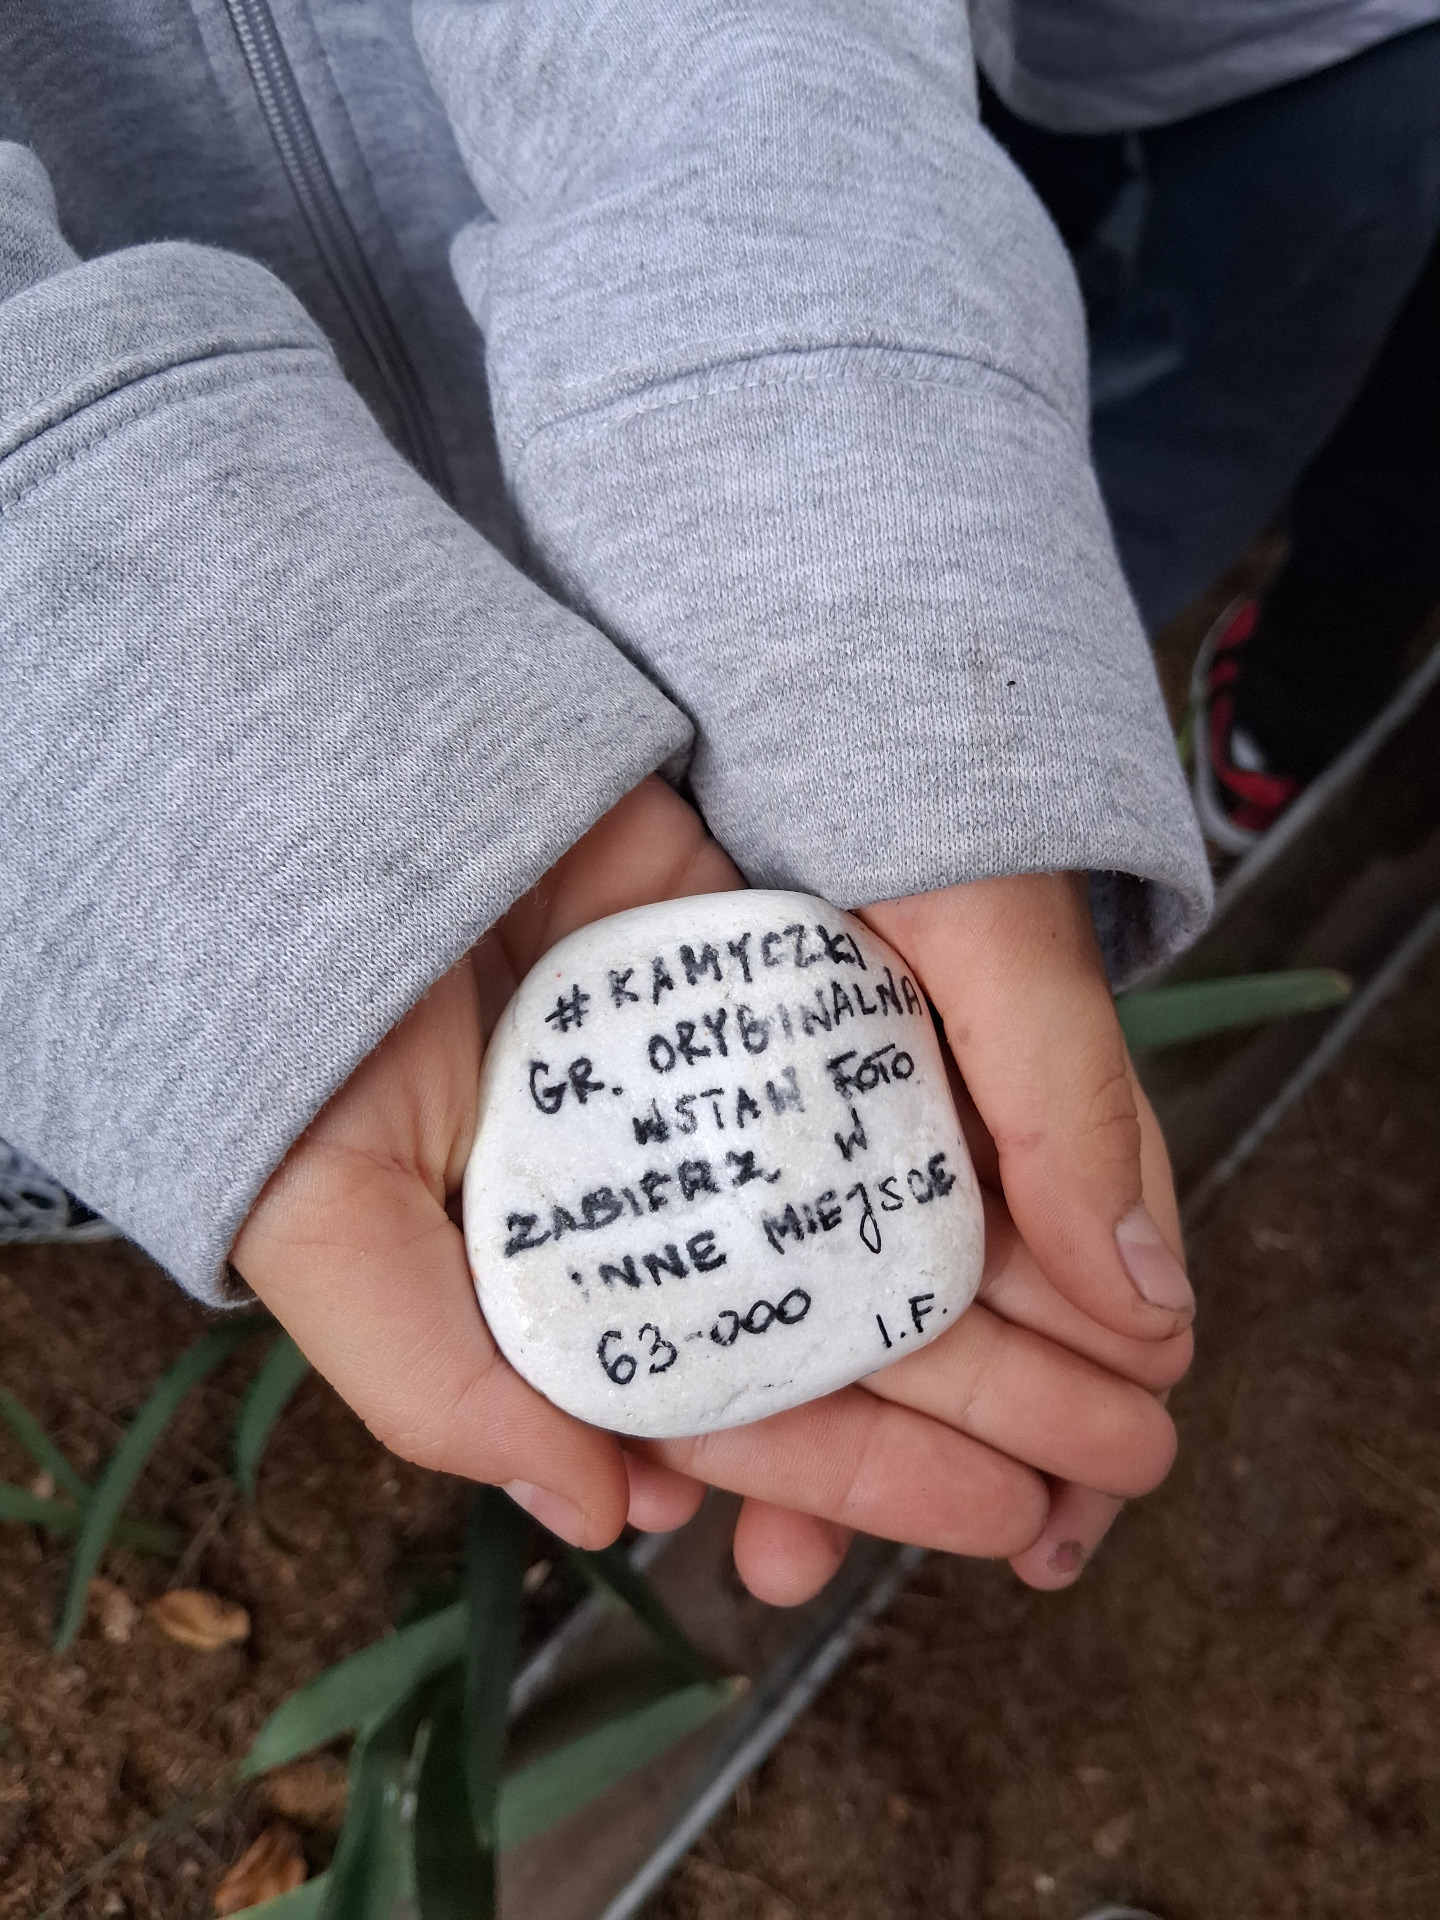 #KAMYCZKI
GR. ORYGINALNA
WSTAW FOTO
ZABIERZ W
INNE MIEJSCE
63-000 I.F.